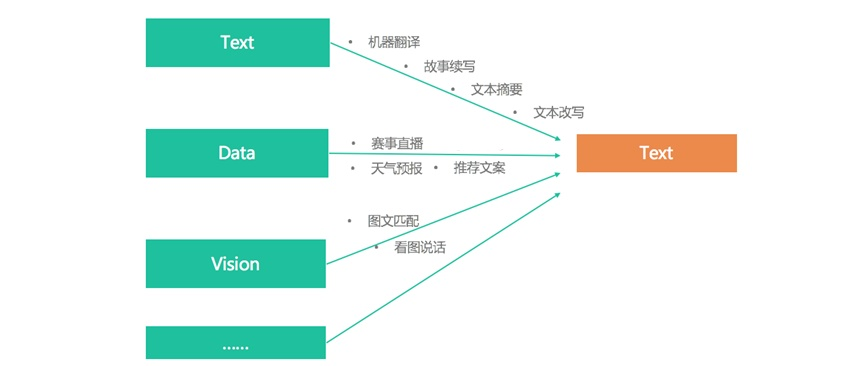 Text
• 机器翻译
• 故事续写
• 文本摘要
• 文本改写
Data
• 赛事直播
• 天气预报 • 推荐文案
Text
• 图文匹配
• 看图说话
Vision
……